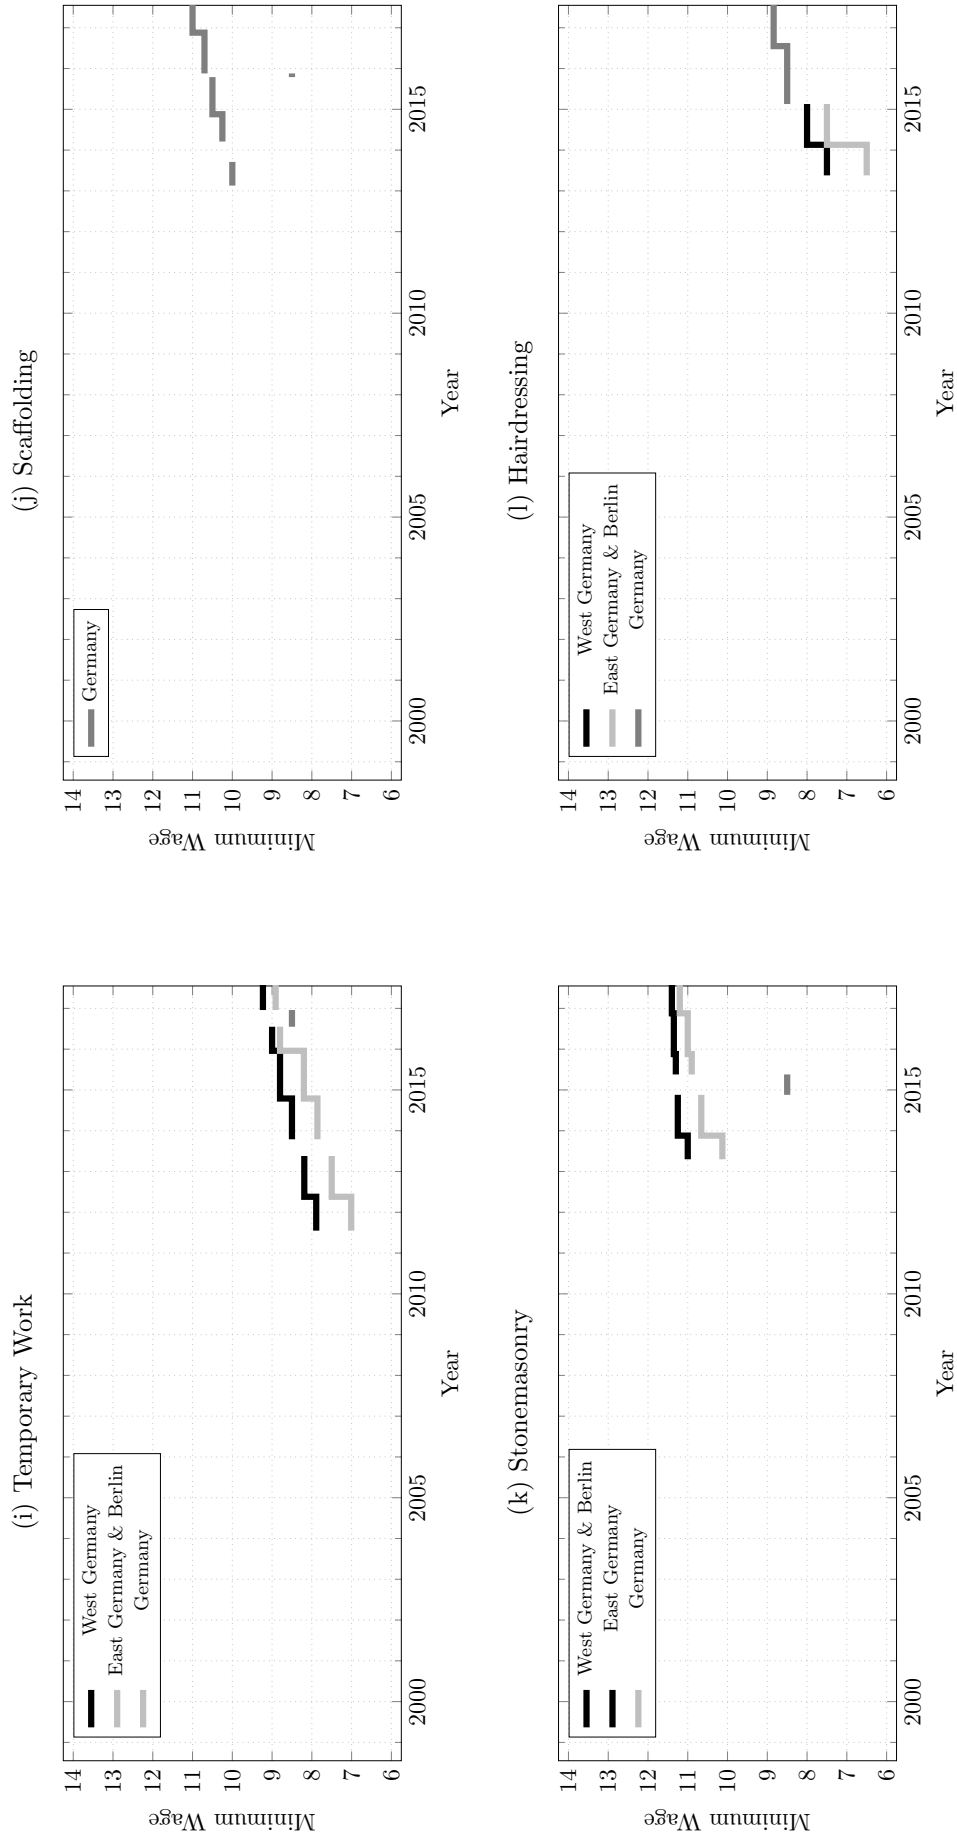 (i) Temporary Work
14
13
12
11
10
9
8
7
6
Minimum Wage
West Germany
East Germany & Berlin
Germany
2000
2005
2010
2015
Year
(j) Scaffolding
14
13
12
11
10
9
8
7
6
Minimum Wage
Germany
2000
2005
2010
2015
Year
(k) Stonemasonry
14
13
12
11
10
9
8
7
6
Minimum Wage
West Germany & Berlin
East Germany
Germany
2000
2005
2010
2015
Year
(l) Hairdressing
14
13
12
11
10
9
8
7
6
Minimum Wage
West Germany
East Germany & Berlin
Germany
2000
2005
2010
2015
Year